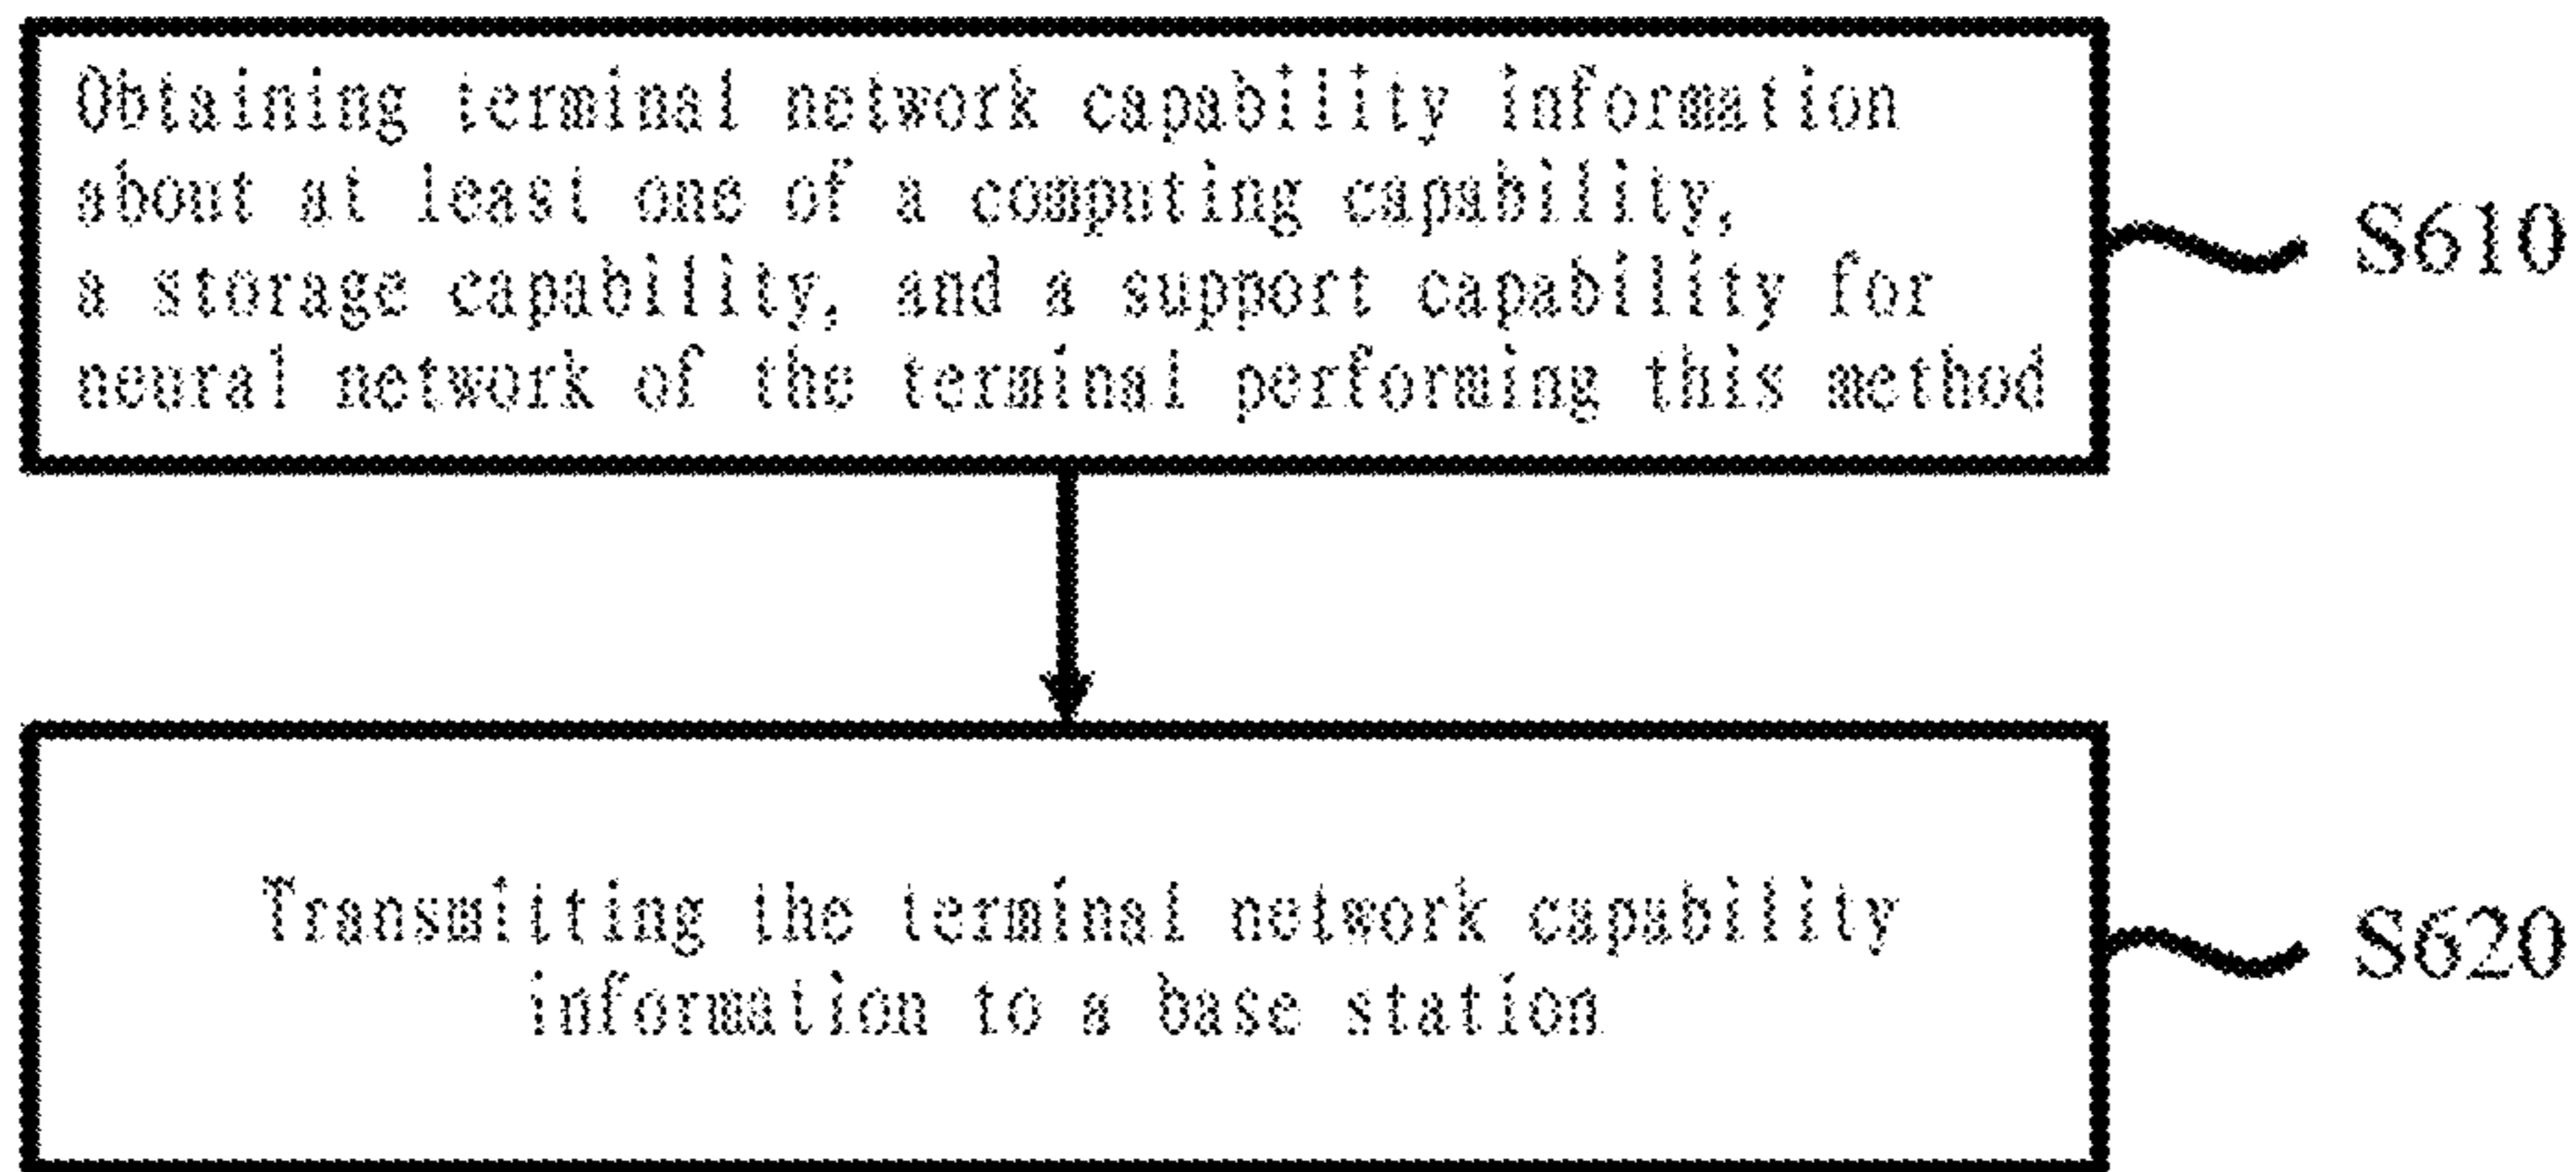 Obtaining terminal network capability information
about at least one of a computing capability,
a storage capability, and a support capability for
neural network of the terminal performing this method
S610
Transmitting the terminal network capability
information to a base station
S620